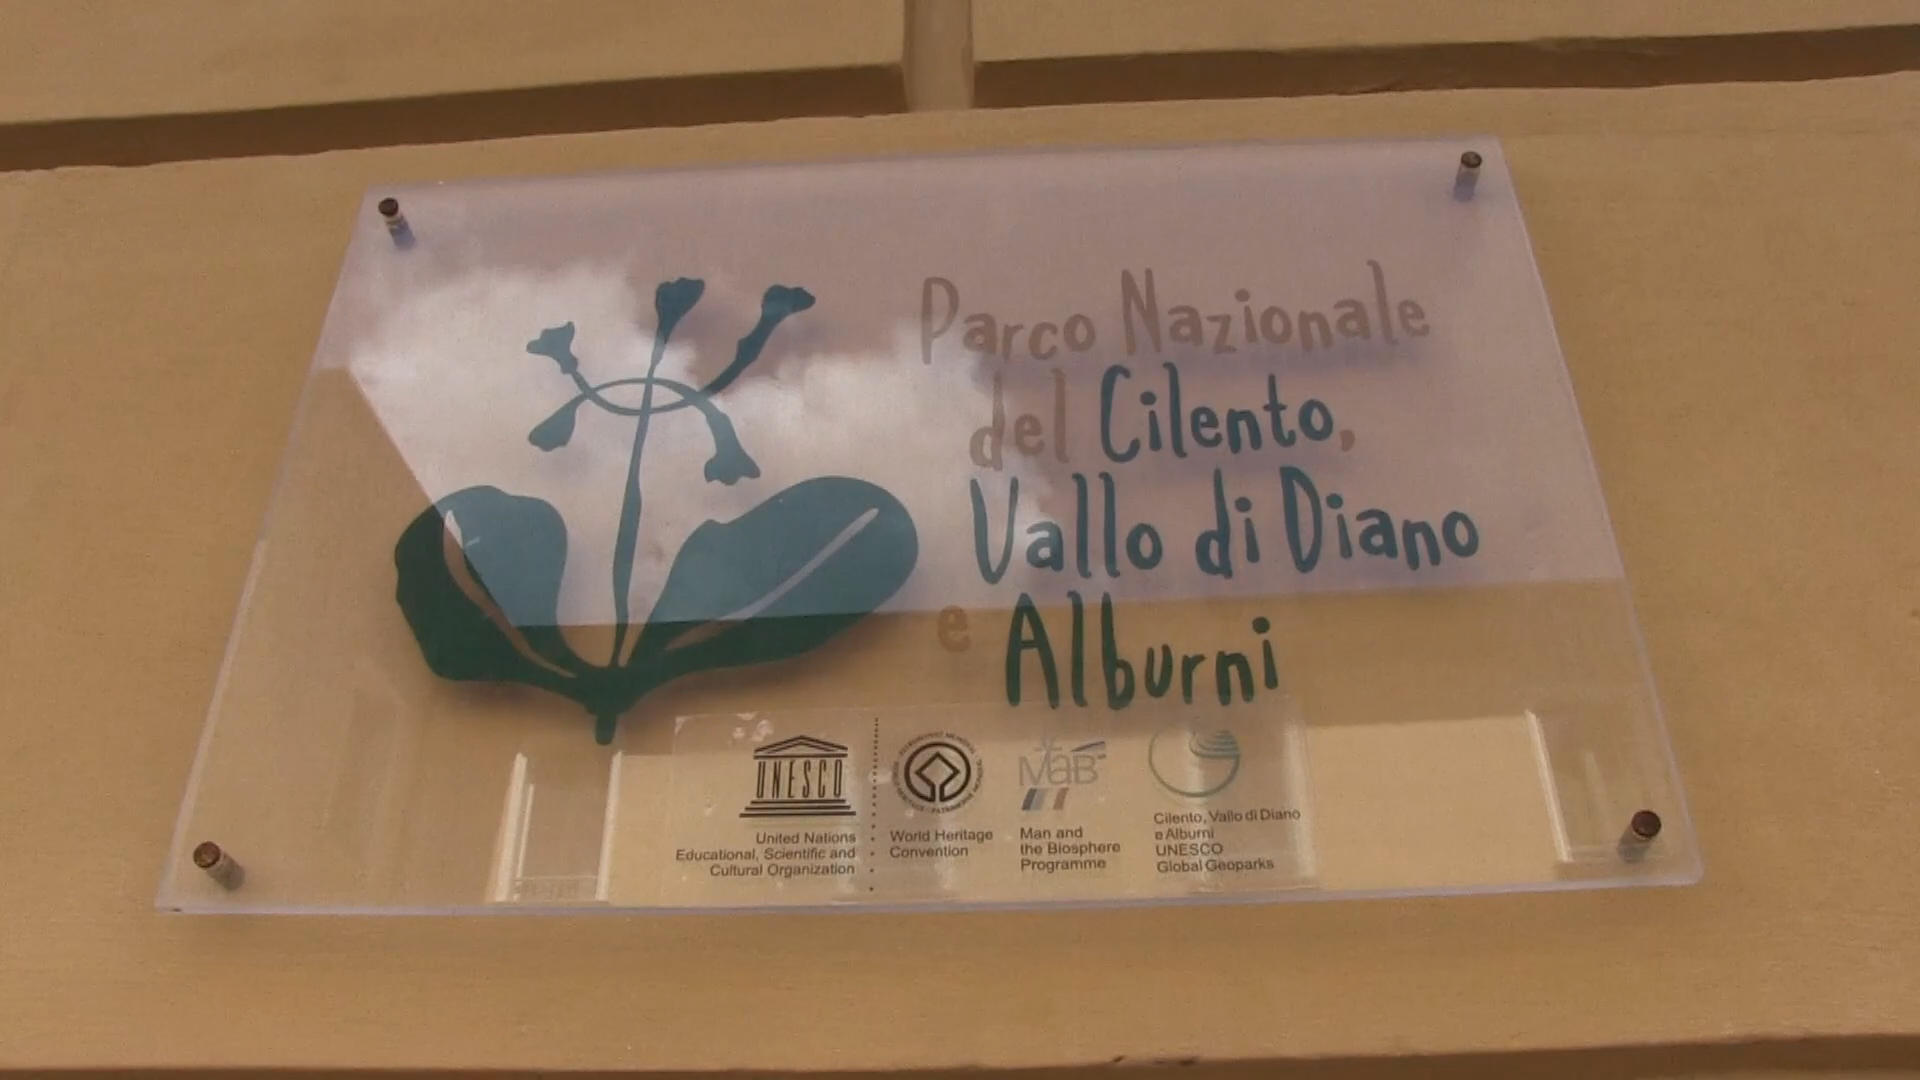 Parco Nazionale
del Cilento,
Vallo di Diano
e Alburni
UNESCO
United Nations
Educational, Scientific and
Cultural Organization
World Heritage
Convention
MaB
Man and
the Biosphere
Programme
Cilento, Vallo di Diano
e Alburni
UNESCO
Global Geoparks